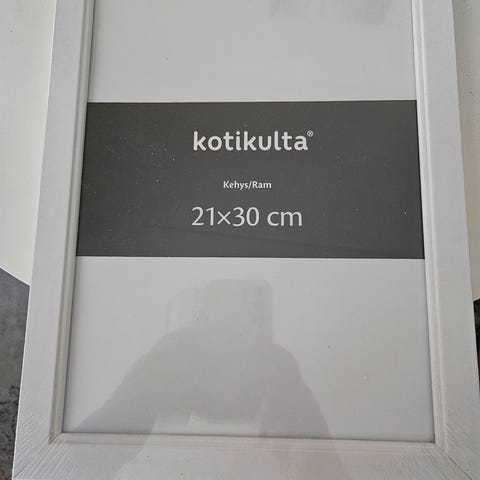 kotikulta®
Kehys/Ram
21×30 cm